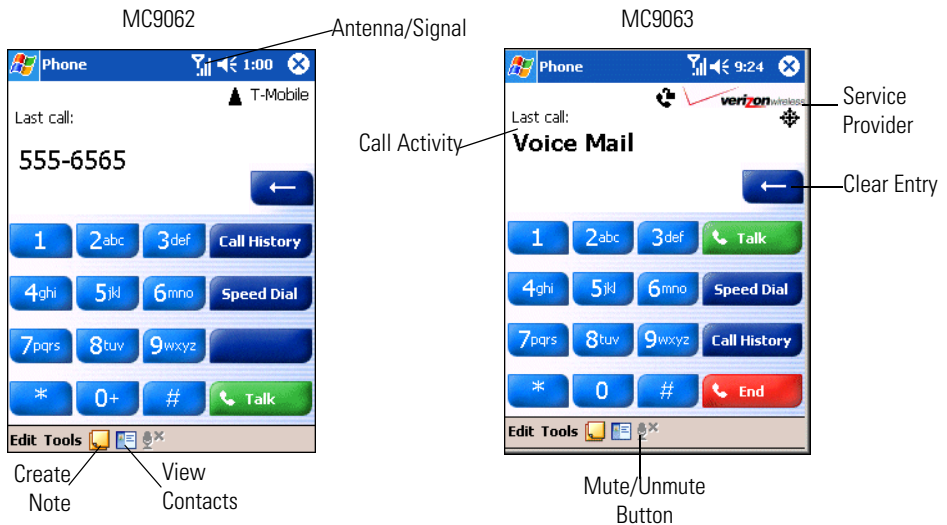 MC9062
MC9063
Antenna/Signal
Phone 1:00
T-Mobile
Last call:
555-6565
1 2abc 3def Call History
4ghi 5jkl 6mno Speed Dial
7pqrs 8tuv 9wxyz
* 0+ # Talk
Edit Tools
Create
Note
View
Contacts
Phone 9:24
verizonwireless
Service
Provider
Call Activity
Last call:
Voice Mail
Clear Entry
1 2abc 3def Talk
4ghi 5jkl 6mno Speed Dial
7pqrs 8tuv 9wxyz Call History
* 0 # End
Edit Tools
Mute/Unmute
Button